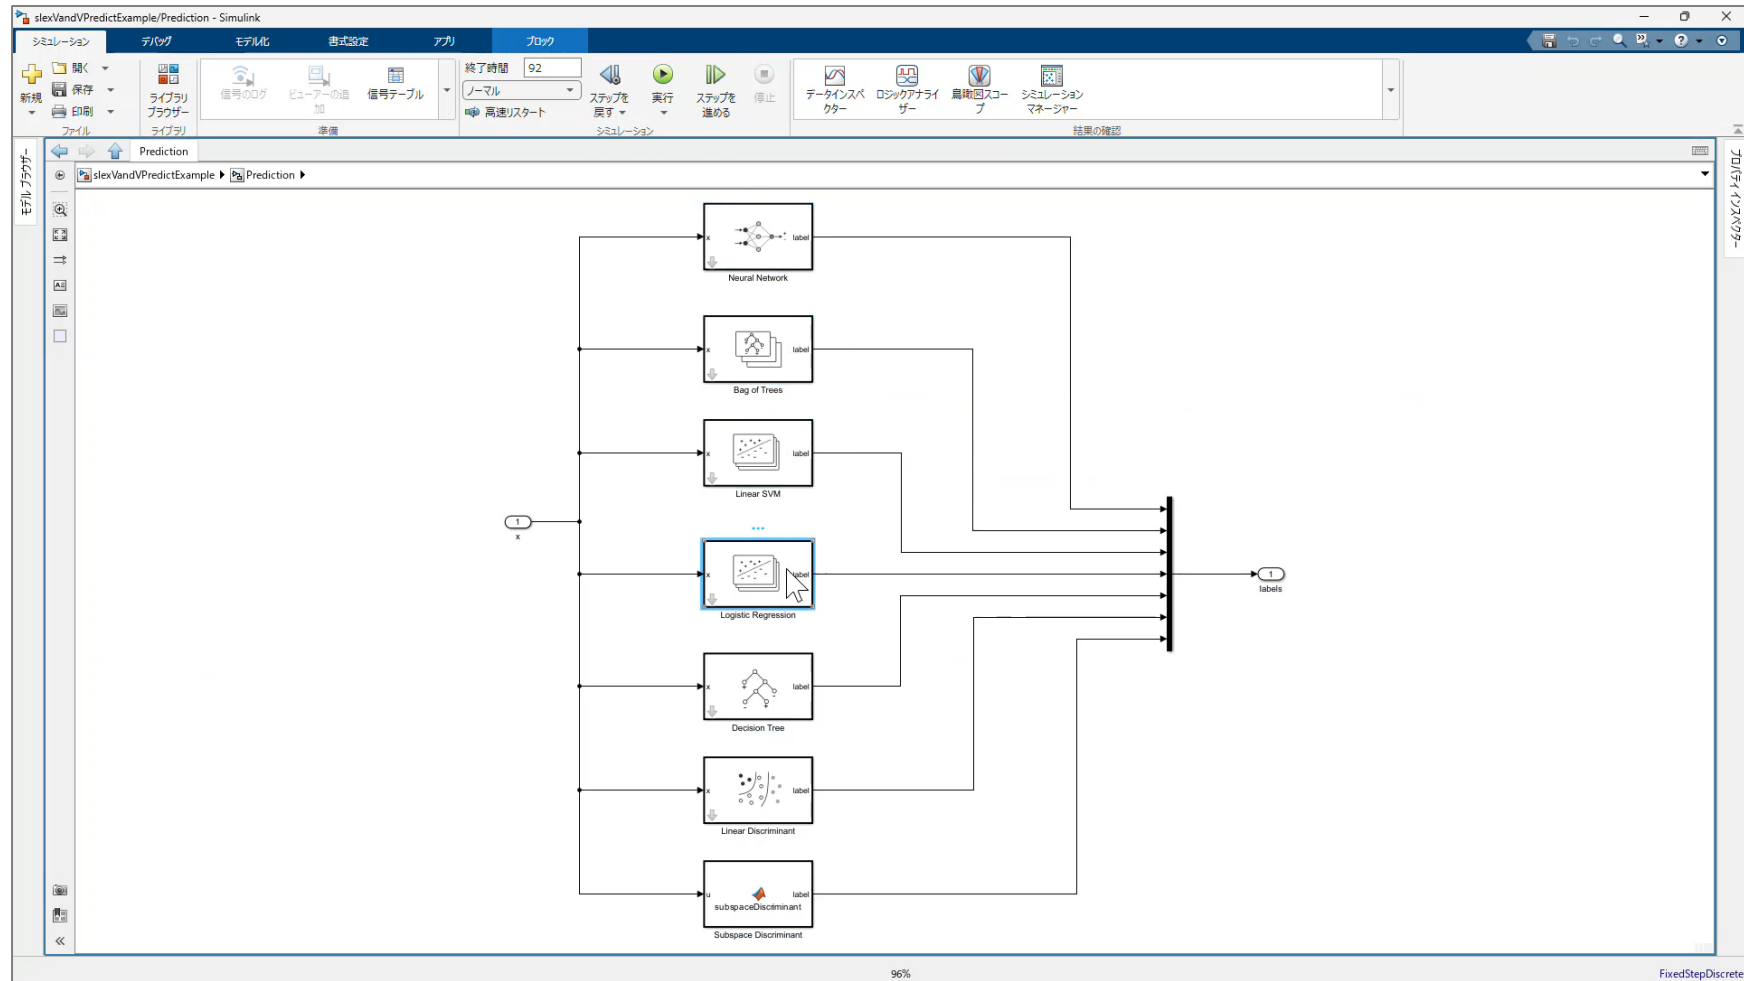 slexVandVPredictExample/Prediction - Simulink
シミュレーション
デバッグ
モデル化
書式設定
アプリ
ブロック
新規
開く
保存
印刷
ファイル
ライブラリ
ブラウザー
ライブラリ
信号のログ
ビューアーの追
加
信号テーブル
準備
終了時間 92
ノーマル
高速リスタート
ステップを
戻す
実行
ステップを
進める
停止
シミュレーション
データインスペ
クター
ロジックアナライ
ザー
鳥瞰図スコー
プ
シミュレーション
マネージャー
結果の確認
モデル ブラウザー
Prediction
slexVandVPredictExample
Prediction
プロパティ インスペクター
x
label
Neural Network
x
label
Bag of Trees
x
label
Linear SVM
1
x
x
label
Logistic Regression
1
labels
x
label
Decision Tree
x
label
Linear Discriminant
u
label
subspaceDiscriminant
Subspace Discriminant
96%
FixedStepDiscrete